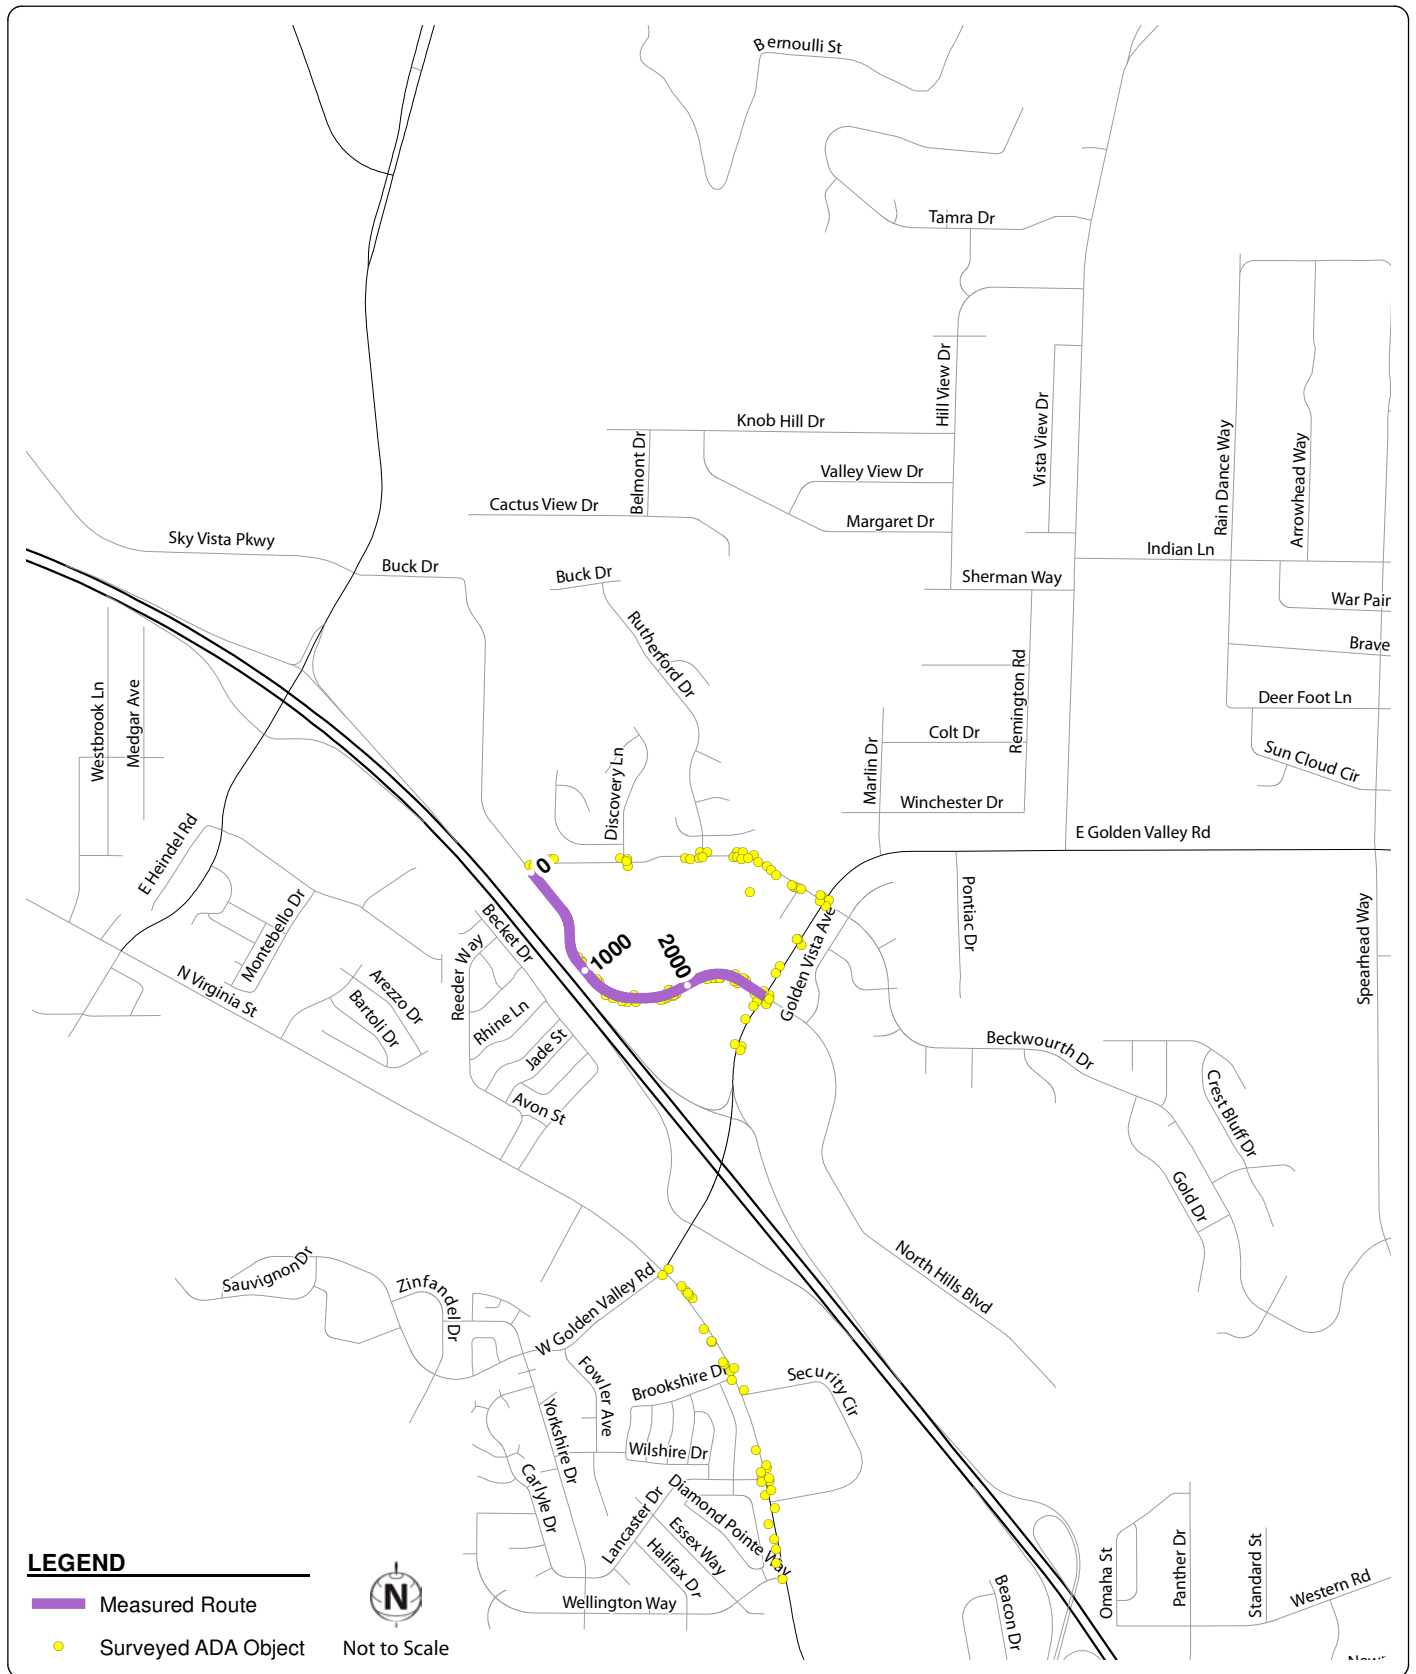 Bernoulli St
Tamra Dr
Hill View Dr
Vista View Dr
Knob Hill Dr
Belmont Dr
Valley View Dr
Rain Dance Way
Arrowhead Way
Cactus View Dr
Margaret Dr
Sky Vista Pkwy
Indian Ln
Buck Dr
Buck Dr
Sherman Way
War Pair
Rutherford Dr
Brave
Westbrook Ln
Medgar Ave
Remington Rd
Deer Foot Ln
Colt Dr
Marlin Dr
Sun Cloud Cir
Discovery Ln
Winchester Dr
E Golden Valley Rd
E Heindel Rd
0
Montebello Dr
Becket Dr
Pontiac Dr
Spearhead Way
Golden Vista Ave
1000
2000
Reeder Way
N Virginia St
Arezzo Dr
Bartoli Dr
Rhine Ln
Jade St
Beckwourth Dr
Avon St
Crest Bluff Dr
Gold Dr
Sauvignon Dr
Zinfandel Dr
W Golden Valley Rd
North Hills Blvd
Fowler Ave
Brookshire Dr
Security Cir
Yorkshire Dr
Wilshire Dr
Carlyle Dr
Lancaster Dr
Diamond Pointe Way
Essex Way
Halifax Dr
Wellington Way
Beacon Dr
Omaha St
Panther Dr
Standard St
Western Rd
LEGEND
Measured Route
Surveyed ADA Object
N
Not to Scale